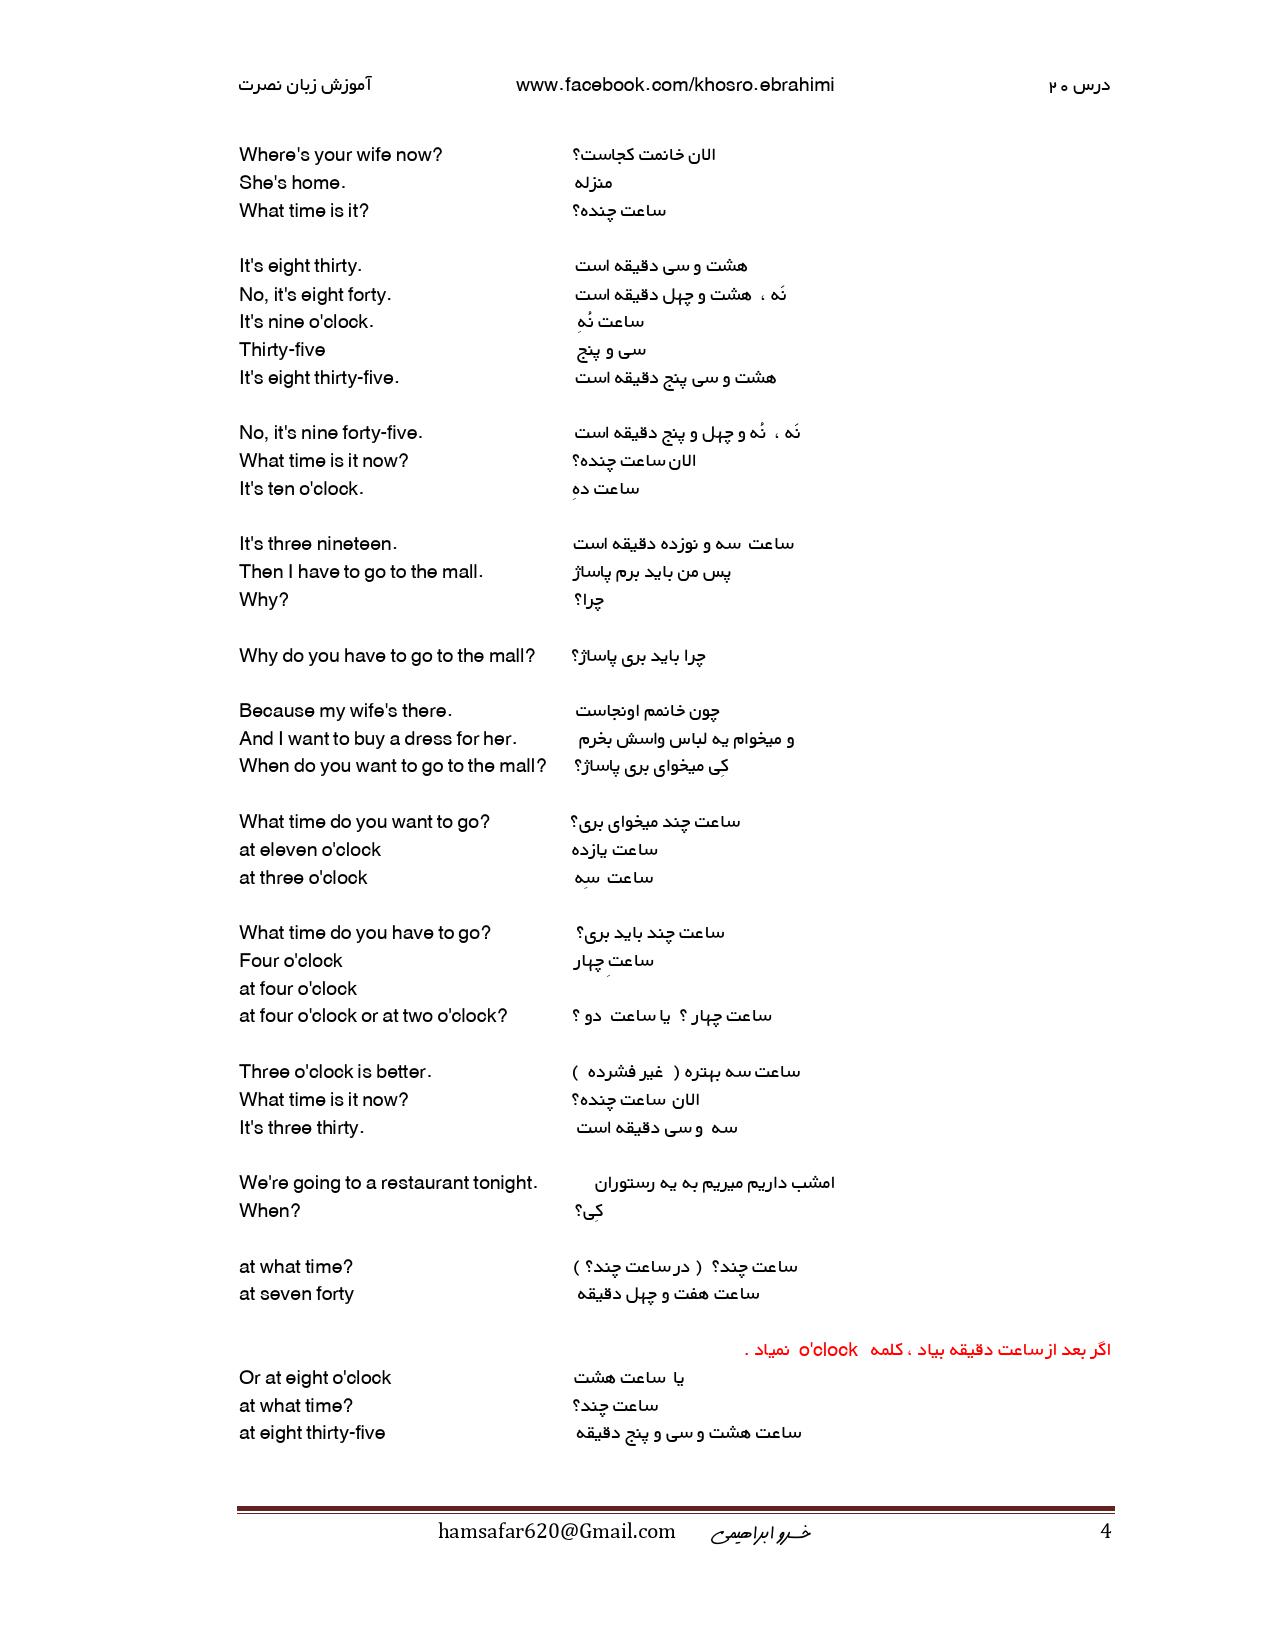 آموزش زبان نصرت www.facebook.com/khosro.ebrahimi درس ۲۰
Where's your wife now? الان خانمت کجاست؟
She's home. منزله
What time is it? ساعت چنده؟
It's eight thirty. هشت و سی دقیقه است
No, it's eight forty. نَه ، هشت و چهل دقیقه است
It's nine o'clock. ساعت نُهِ
Thirty-five سی و پنج
It's eight thirty-five. هشت و سی پنج دقیقه است
No, it's nine forty-five. نَه ، نُه و چهل و پنج دقیقه است
What time is it now? الان ساعت چنده؟
It's ten o'clock. ساعت دهِ
It's three nineteen. ساعت سه و نوزده دقیقه است
Then I have to go to the mall. پس من باید برم پاساژ
Why? چرا؟
Why do you have to go to the mall? چرا باید بری پاساژ؟
Because my wife's there. چون خانمم اونجاست
And I want to buy a dress for her. و میخوام یه لباس واسش بخرم
When do you want to go to the mall? کِی میخوای بری پاساژ؟
What time do you want to go? ساعت چند میخوای بری؟
at eleven o'clock ساعت یازده
at three o'clock ساعت سِه
What time do you have to go? ساعت چند باید بری؟
Four o'clock ساعتِ چهار
at four o'clock
at four o'clock or at two o'clock? ساعت چهار ؟ یا ساعت دو ؟
Three o'clock is better. ساعت سه بهتره ( غیر فشرده )
What time is it now? الان ساعت چنده؟
It's three thirty. سه و سی دقیقه است
We're going to a restaurant tonight. امشب داریم میریم به یه رستوران
When? کِی؟
at what time? ساعت چند؟ ( در ساعت چند؟ )
at seven forty ساعت هفت و چهل دقیقه
اگر بعد از ساعت دقیقه بیاد ، کلمه o'clock نمیاد .
Or at eight o'clock یا ساعت هشت
at what time? ساعت چند؟
at eight thirty-five ساعت هشت و سی و پنج دقیقه
hamsafar620@Gmail.com خسرو ابراهیمی 4